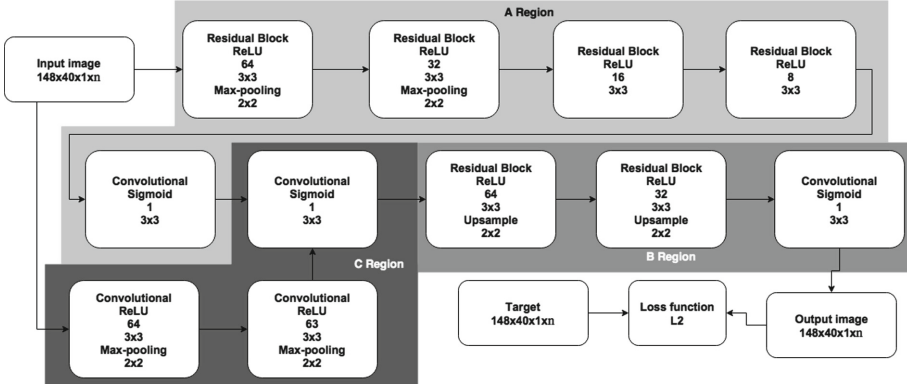 A Region
Input image
148x40x1xn
Residual Block
ReLU
64
3x3
Max-pooling
2x2
Residual Block
ReLU
32
3x3
Max-pooling
2x2
Residual Block
ReLU
16
3x3
Residual Block
ReLU
8
3x3
Convolutional
Sigmoid
1
3x3
Convolutional
Sigmoid
1
3x3
Residual Block
ReLU
64
3x3
Upsample
2x2
Residual Block
ReLU
32
3x3
Upsample
2x2
Convolutional
Sigmoid
1
3x3
C Region
B Region
Convolutional
ReLU
64
3x3
Max-pooling
2x2
Convolutional
ReLU
63
3x3
Max-pooling
2x2
Target
148x40x1xn
Loss function
L2
Output image
148x40x1xn